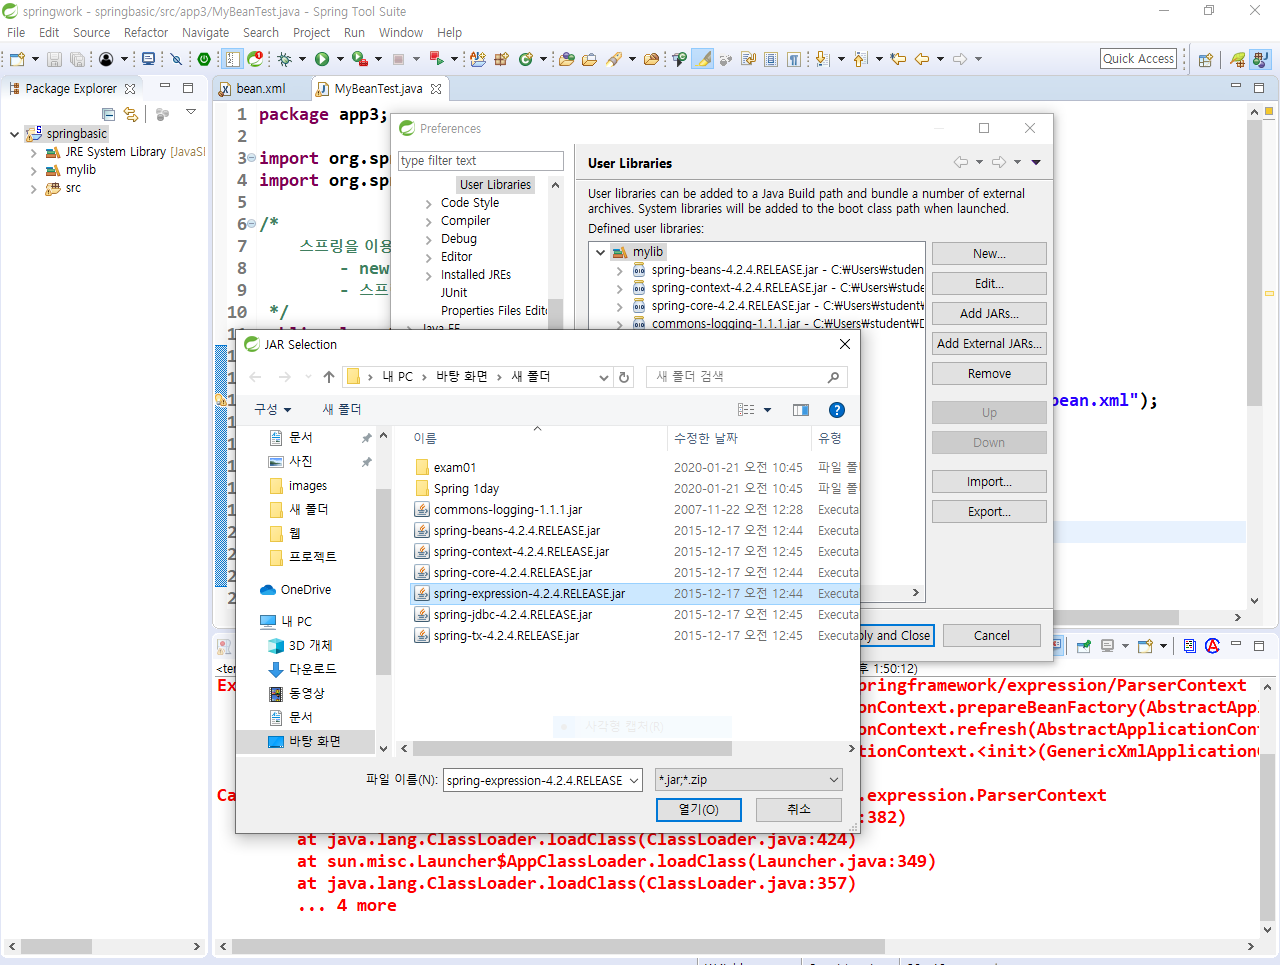 springwork - springbasic/src/app3/MyBeanTest.java - Spring Tool Suite
File Edit Source Refactor Navigate Search Project Run Window Help
Quick Access
Package Explorer
bean.xml
MyBeanTest.java
springbasic
JRE System Library [JavaSI
mylib
src
1 package app3;
2
3 import org.sp
4 import org.sp
5
6 /*
7 스프링을 이용
8 - new
9 - 스프
10 */
bean.xml");
Preferences
type filter text
User Libraries
Code Style
Compiler
Debug
Editor
Installed JREs
JUnit
Properties Files Edito
Java EE
User Libraries
User libraries can be added to a Java Build path and bundle a number of external
archives. System libraries will be added to the boot class path when launched.
Defined user libraries:
mylib
spring-beans-4.2.4.RELEASE.jar - C:₩Users₩studen
spring-context-4.2.4.RELEASE.jar - C:₩Users₩stude
spring-core-4.2.4.RELEASE.jar - C:₩Users₩student₩
commons-logging-1.1.1.jar - C:₩Users₩student₩D
New...
Edit...
Add JARs...
Add External JARs...
Remove
Up
Down
Import...
Export...
ly and Close
Cancel
JAR Selection
내 PC › 바탕 화면 › 새 폴더
새 폴더 검색
구성
새 폴더
문서
사진
images
새 폴더
웹
프로젝트
OneDrive
내 PC
3D 개체
다운로드
동영상
문서
바탕 화면
이름 수정한 날짜 유형
exam01 2020-01-21 오전 10:45 파일 폴
Spring 1day 2020-01-21 오전 10:45 파일 폴
commons-logging-1.1.1.jar 2007-11-22 오전 12:28 Executa
spring-beans-4.2.4.RELEASE.jar 2015-12-17 오전 12:44 Executa
spring-context-4.2.4.RELEASE.jar 2015-12-17 오전 12:45 Executa
spring-core-4.2.4.RELEASE.jar 2015-12-17 오전 12:44 Executa
spring-expression-4.2.4.RELEASE.jar 2015-12-17 오전 12:44 Executa
spring-jdbc-4.2.4.RELEASE.jar 2015-12-17 오전 12:45 Executa
spring-tx-4.2.4.RELEASE.jar 2015-12-17 오전 12:45 Executa
사각형 캡처(R)
파일 이름(N): spring-expression-4.2.4.RELEASE
*.jar;*.zip
열기(O)
취소
<ter
후 1:50:12)
Ex
pringframework/expression/ParserContext
onContext.prepareBeanFactory(AbstractAppl
onContext.refresh(AbstractApplicationCont
tionContext.<init>(GenericXmlApplication
Ca
.expression.ParserContext
:382)
at java.lang.ClassLoader.loadClass(ClassLoader.java:424)
at sun.misc.Launcher$AppClassLoader.loadClass(Launcher.java:349)
at java.lang.ClassLoader.loadClass(ClassLoader.java:357)
... 4 more